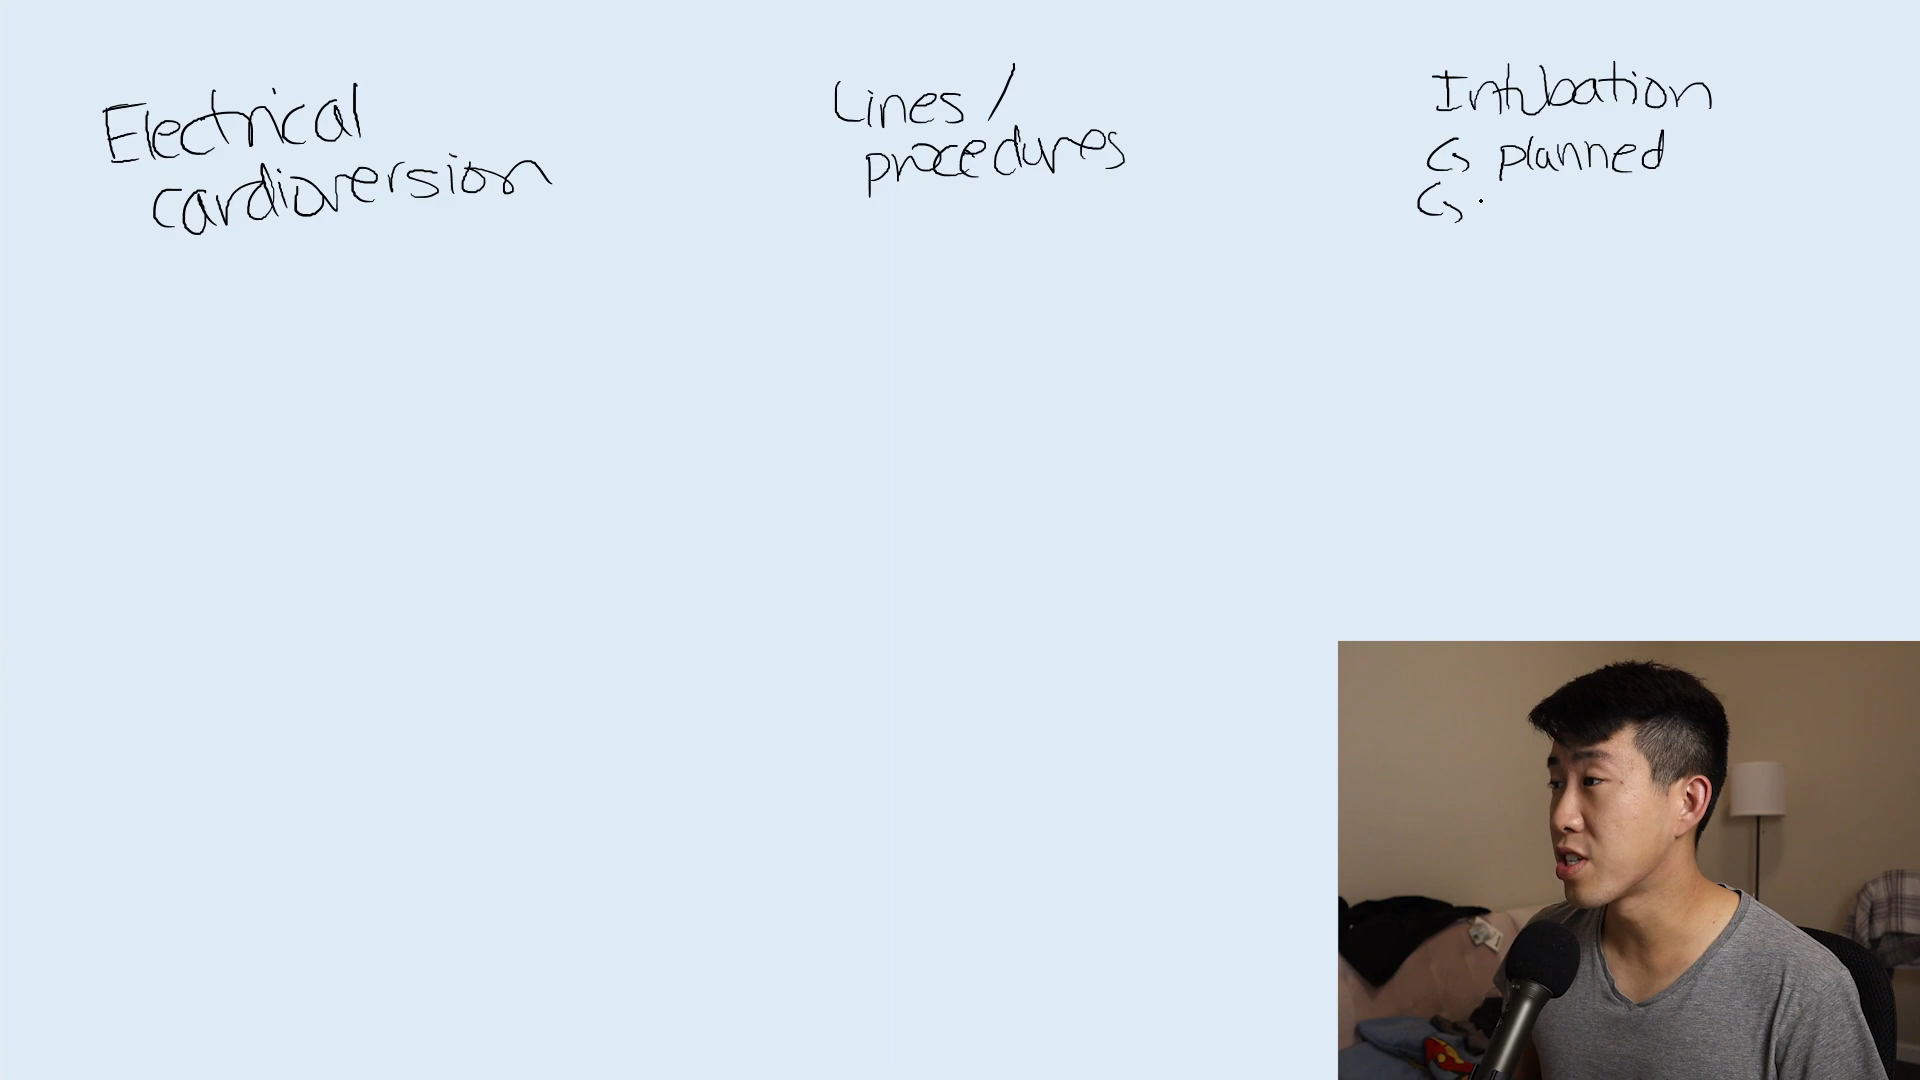 Electrical
cardioversion
Lines /
procedures
Intubation
↳ planned
↳